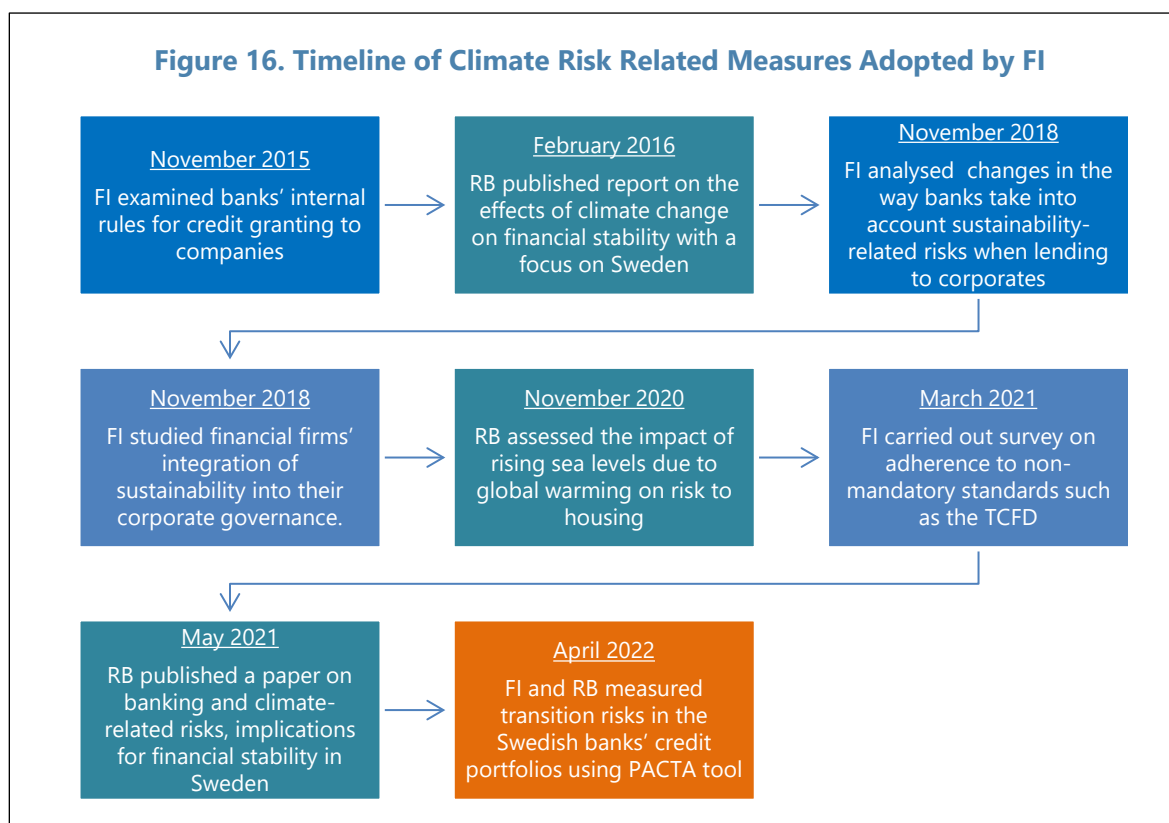 Figure 16. Timeline of Climate Risk Related Measures Adopted by FI
November 2015
FI examined banks’ internal
rules for credit granting to
companies
February 2016
RB published report on the
effects of climate change
on financial stability with a
focus on Sweden
November 2018
FI analysed changes in the
way banks take into
account sustainability-
related risks when lending
to corporates
November 2018
FI studied financial firms’
integration of
sustainability into their
corporate governance.
November 2020
RB assessed the impact of
rising sea levels due to
global warming on risk to
housing
March 2021
FI carried out survey on
adherence to non-
mandatory standards such
as the TCFD
May 2021
RB published a paper on
banking and climate-
related risks, implications
for financial stability in
Sweden
April 2022
FI and RB measured
transition risks in the
Swedish banks’ credit
portfolios using PACTA tool